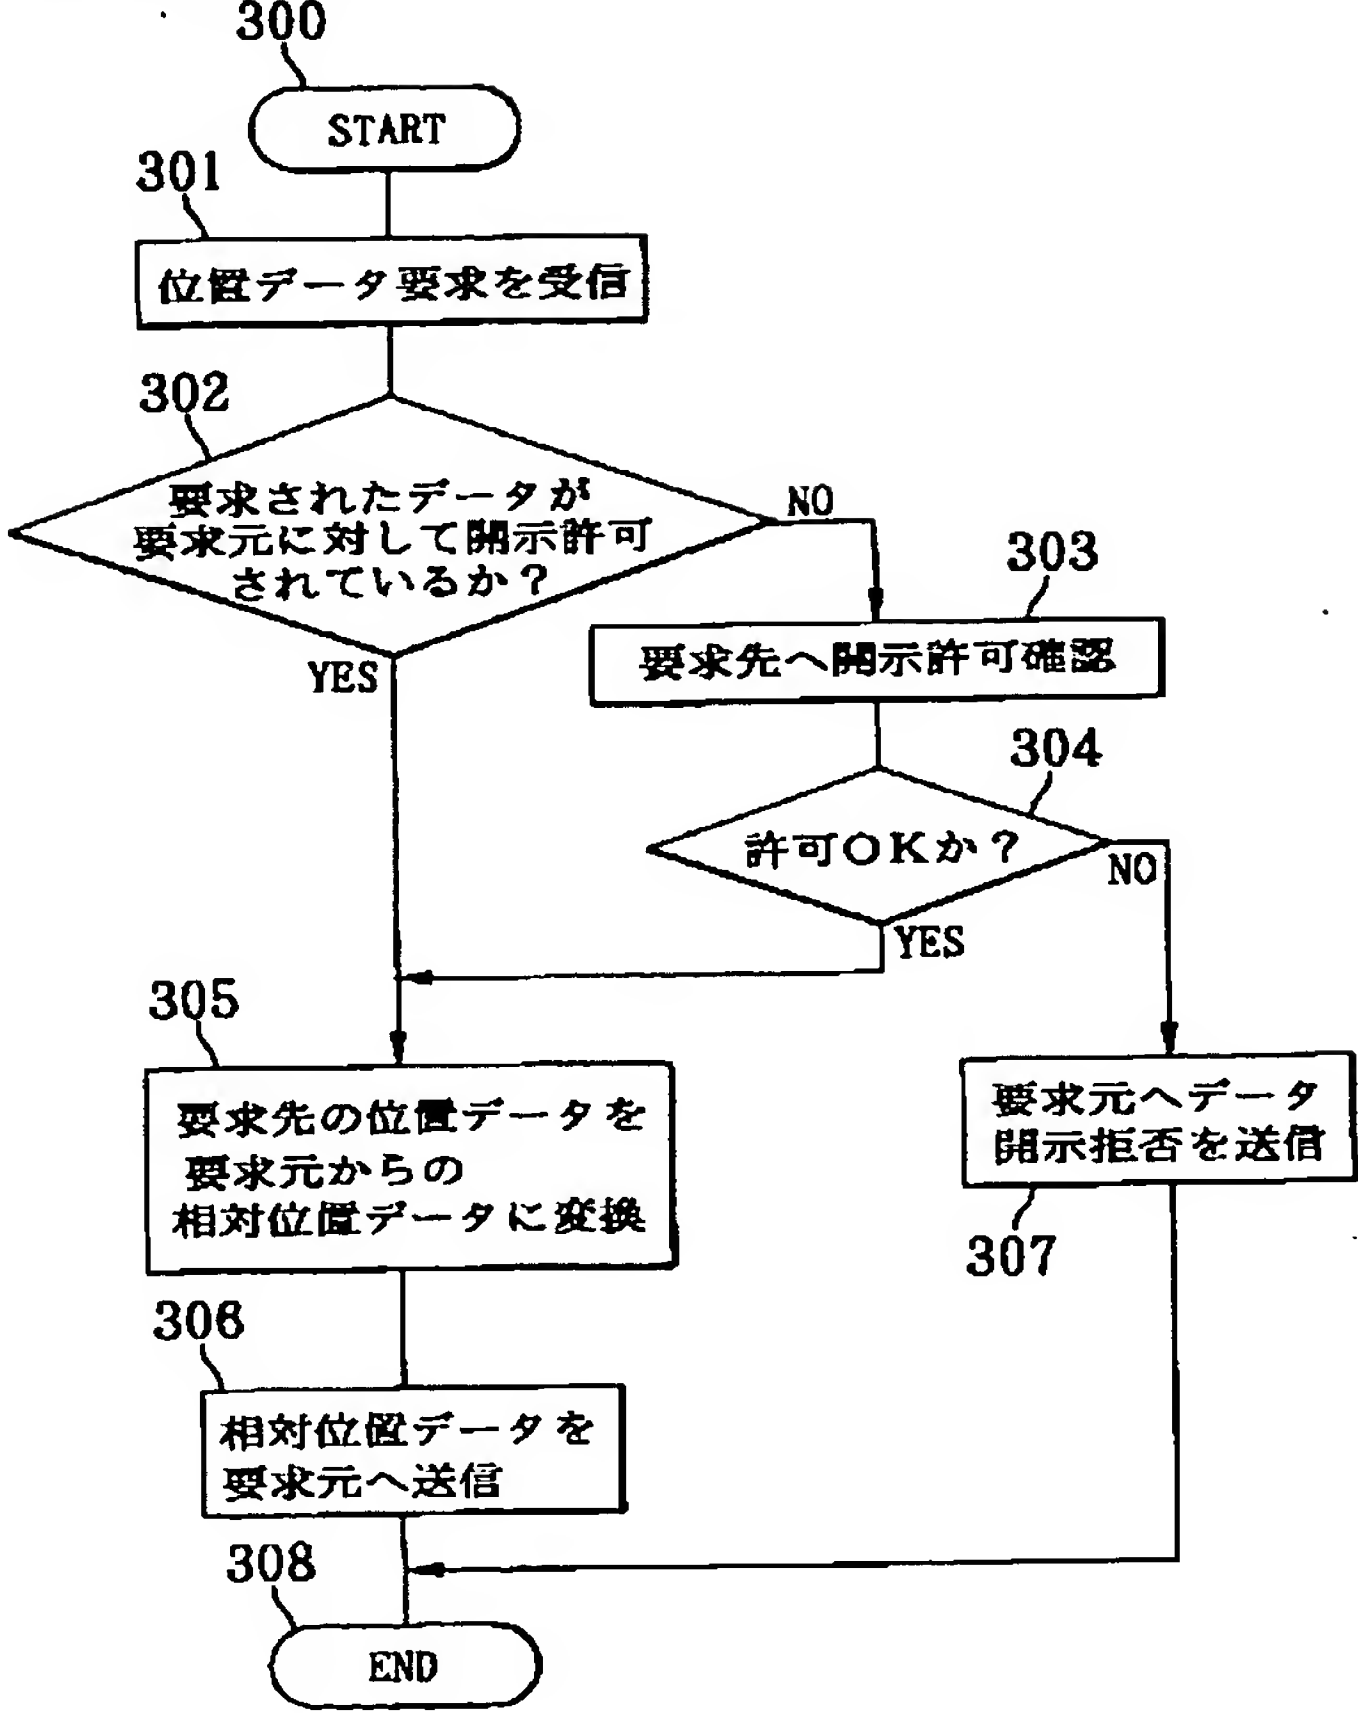 300
START
301
位置データ要求を受信
302
要求されたデータが
要求元に対して開示許可
されているか？
NO
YES
303
要求先へ開示許可確認
304
許可OKか？
NO
YES
305
要求先の位置データを
要求元からの
相対位置データに変換
要求元へデータ
開示拒否を送信
307
306
相対位置データを
要求元へ送信
308
END